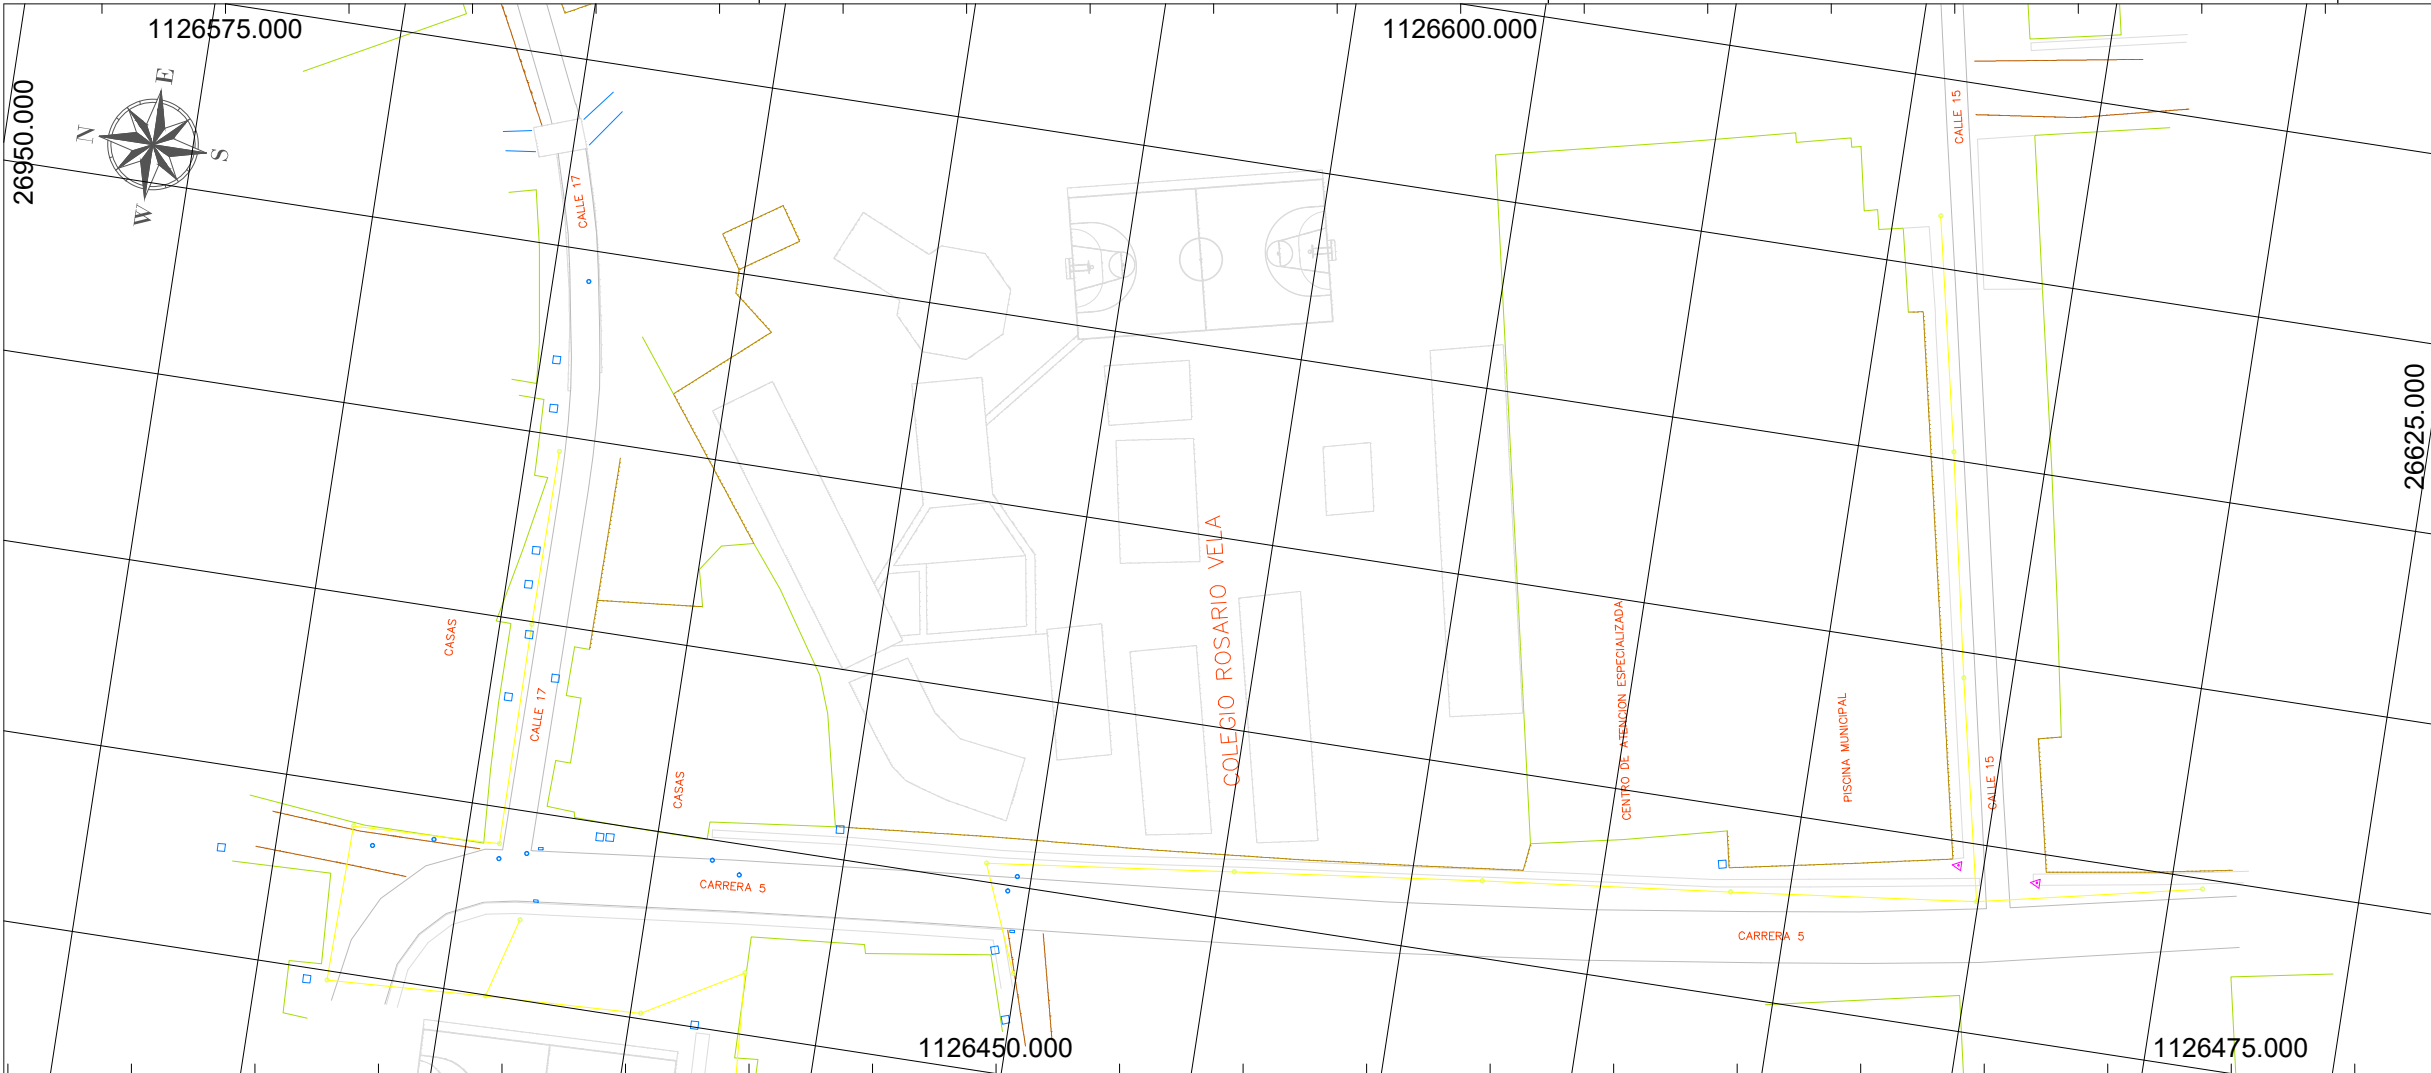 1126575.000
1126600.000
26950.000
E
N
S
W
CALLE 17
CALLE 15
26625.000
COLEGIO ROSARIO VELA
CASAS
CALLE 17
CASAS
CENTRO DE ATENCION ESPECIALIZADA
PISCINA MUNICIPAL
CALLE 15
CARRERA 5
CARRERA 5
1126450.000
1126475.000